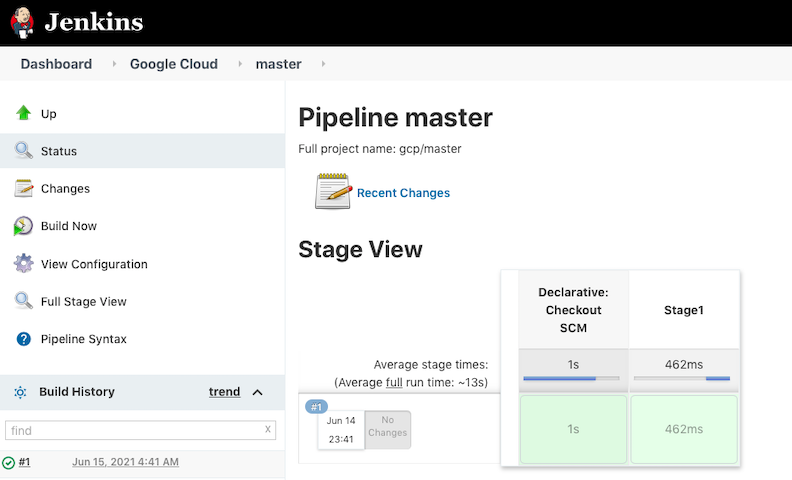 Jenkins
Dashboard
Google Cloud
master
Up
Status
Changes
Build Now
View Configuration
Full Stage View
? Pipeline Syntax
Build History
trend
find
X
#1
Jun 15, 2021 4:41 AM
Pipeline master
Full project name: gcp/master
Recent Changes
Stage View
Declarative:
Checkout
SCM
Stage1
Average stage times:
(Average full run time: ~13s)
1s
462ms
#1
Jun 14
23:41
No
Changes
1s
462ms